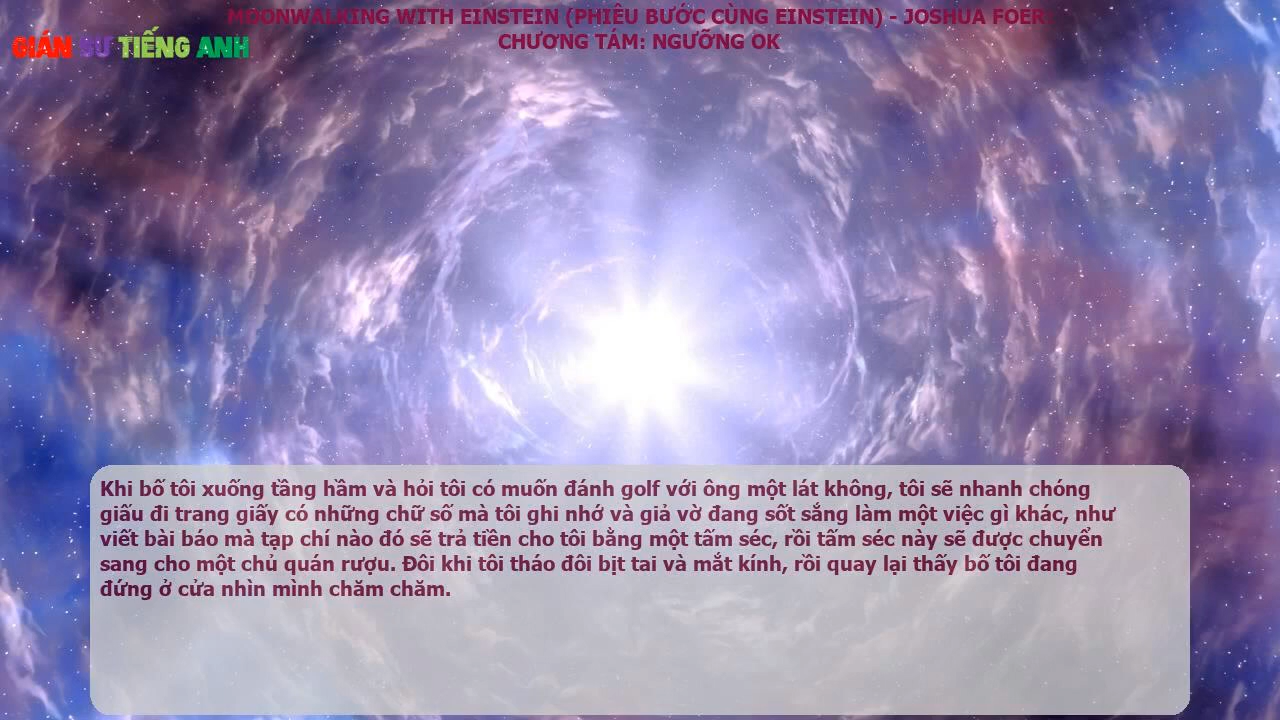 MOONWALKING WITH EINSTEIN (PHIÊU BƯỚC CÙNG EINSTEIN) - JOSHUA FOER
CHƯƠNG TÁM: NGƯỠNG OK
GIÁN SƯ TIẾNG ANH
Khi bố tôi xuống tầng hầm và hỏi tôi có muốn đánh golf với ông một lát không, tôi sẽ nhanh chóng
giấu đi trang giấy có những chữ số mà tôi ghi nhớ và giả vờ đang sốt sắng làm một việc gì khác, như
viết bài báo mà tạp chí nào đó sẽ trả tiền cho tôi bằng một tấm séc, rồi tấm séc này sẽ được chuyển
sang cho một chủ quán rượu. Đôi khi tôi tháo đôi bịt tai và mắt kính, rồi quay lại thấy bố tôi đang
đứng ở cửa nhìn mình chăm chăm.